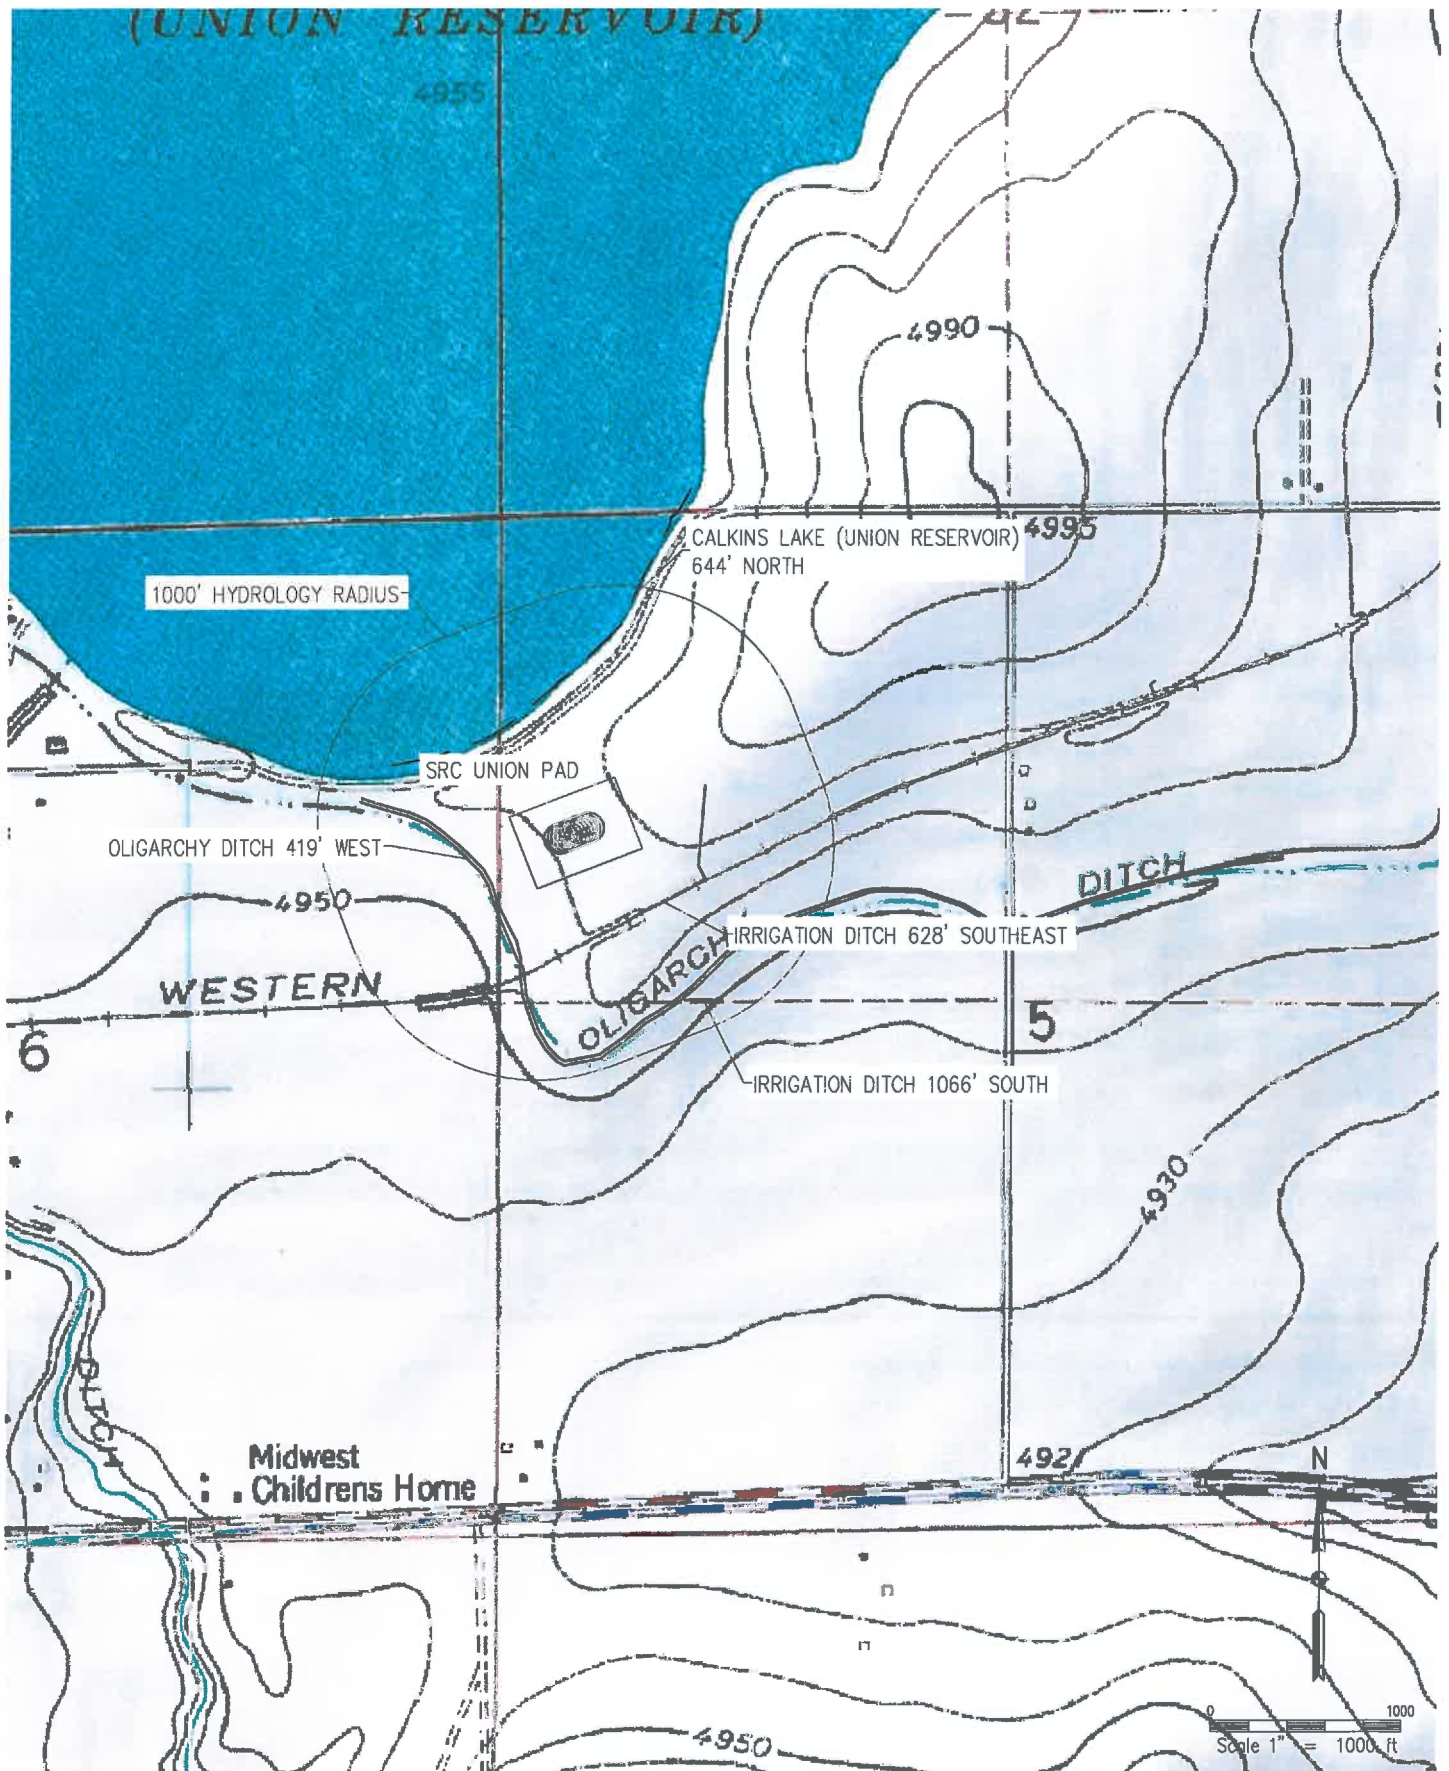 (UNION RESERVOIR)
4955
4990
4995
CALKINS LAKE (UNION RESERVOIR)
644' NORTH
1000' HYDROLOGY RADIUS
SRC UNION PAD
OLIGARCHY DITCH 419' WEST
DITCH
4950
IRRIGATION DITCH 628' SOUTHEAST
OLIGARCH
WESTERN
6
5
IRRIGATION DITCH 1066' SOUTH
4930
DITCH
Midwest
Childrens Home
492
N
4950
0 1000
Scale 1" = 1000 ft